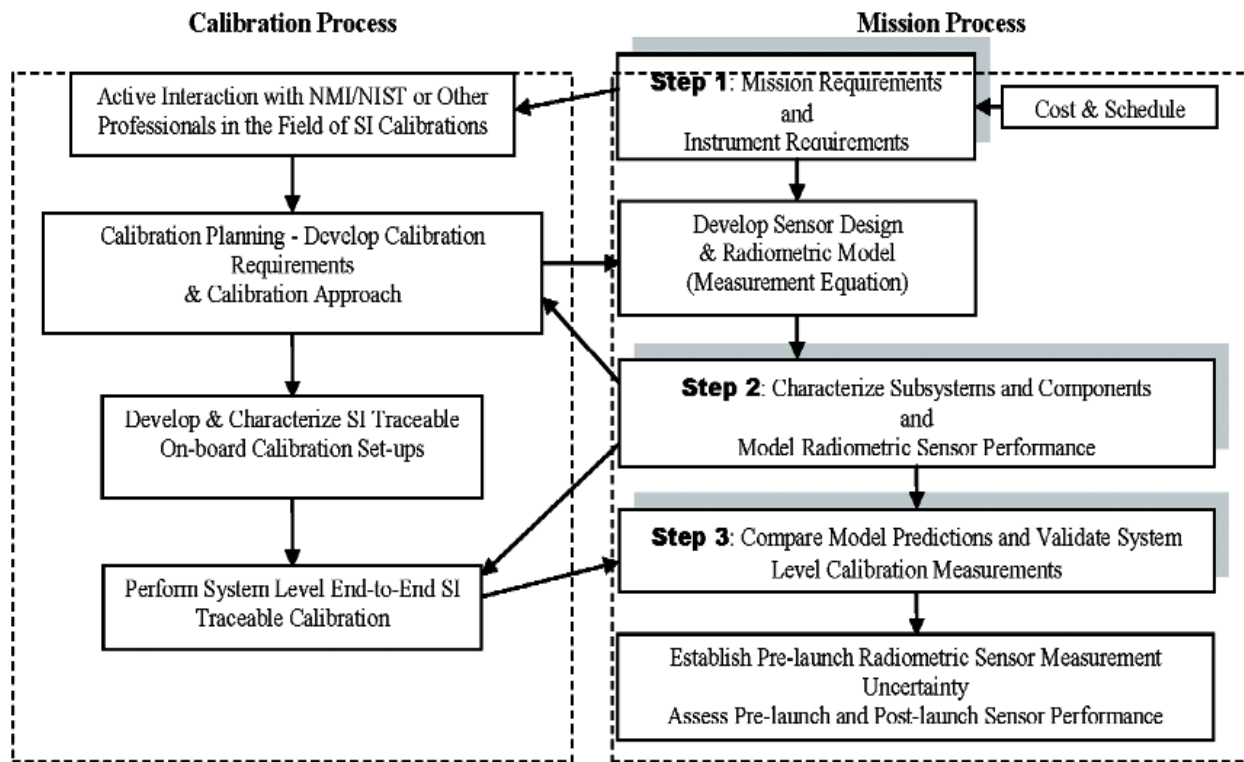 Calibration Process
Mission Process
Active Interaction with NMI/NIST or Other
Professionals in the Field of SI Calibrations
Step 1: Mission Requirements
and
Instrument Requirements
Cost & Schedule
Calibration Planning - Develop Calibration
Requirements
& Calibration Approach
Develop Sensor Design
& Radiometric Model
(Measurement Equation)
Develop & Characterize SI Traceable
On-board Calibration Set-ups
Step 2: Characterize Subsystems and Components
and
Model Radiometric Sensor Performance
Perform System Level End-to-End SI
Traceable Calibration
Step 3: Compare Model Predictions and Validate System
Level Calibration Measurements
Establish Pre-launch Radiometric Sensor Measurement
Uncertainty
Assess Pre-launch and Post-launch Sensor Performance